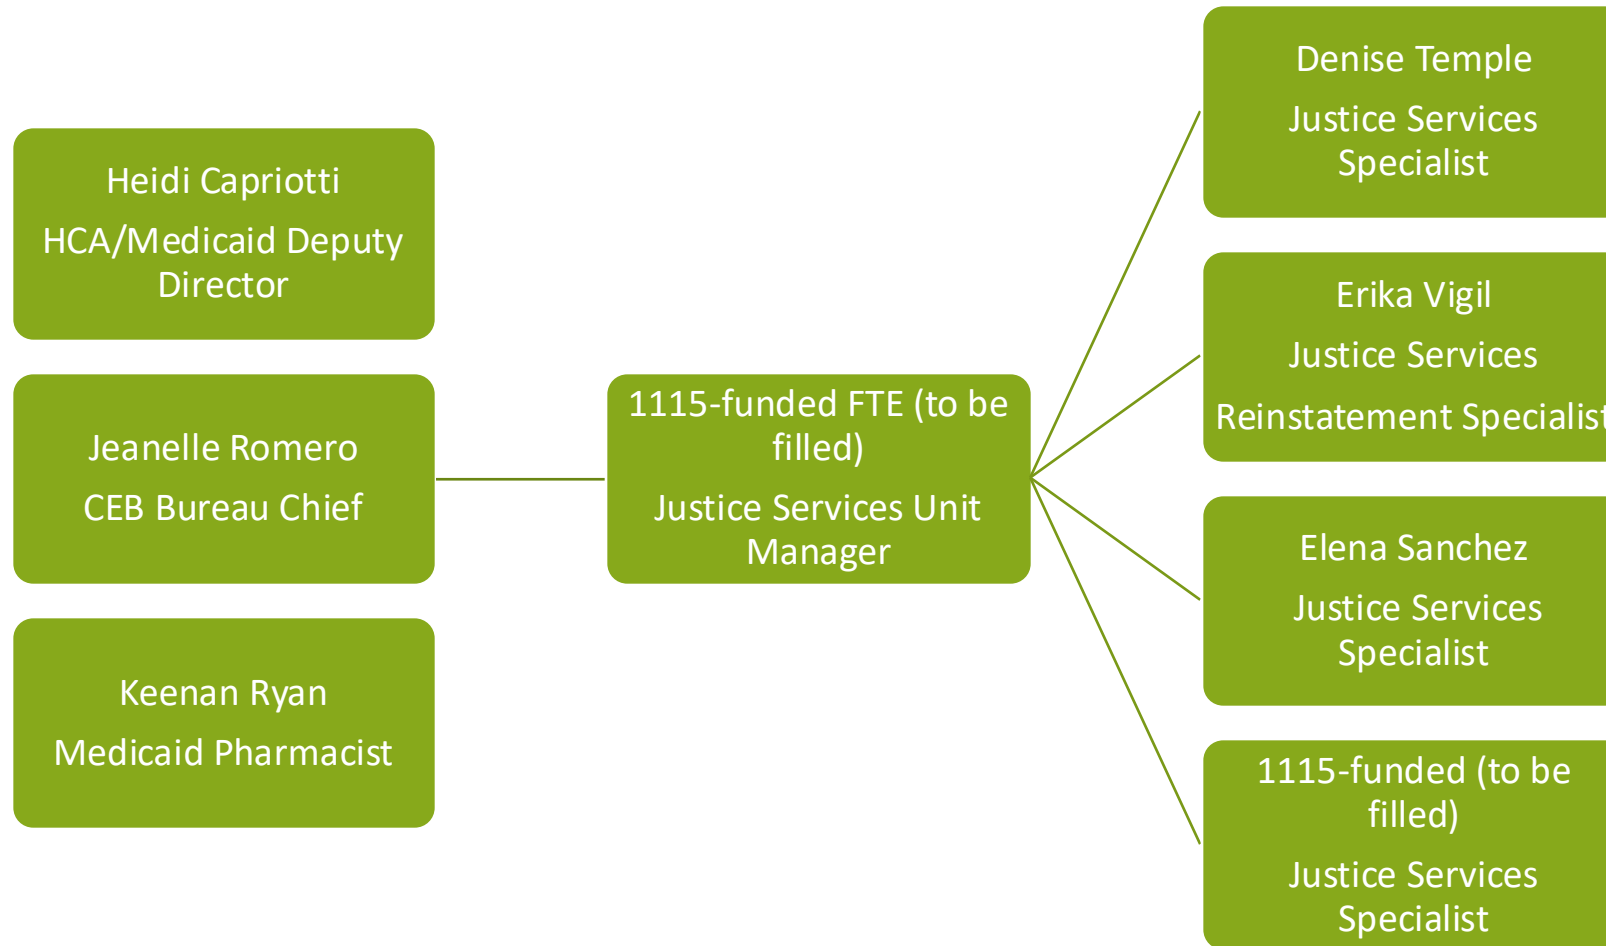 Heidi Capriotti
HCA/Medicaid Deputy
Director
Jeanelle Romero
CEB Bureau Chief
Keenan Ryan
Medicaid Pharmacist
1115-funded FTE (to be
filled)
Justice Services Unit
Manager
Denise Temple
Justice Services
Specialist
Erika Vigil
Justice Services
Reinstatement Specialist
Elena Sanchez
Justice Services
Specialist
1115-funded (to be
filled)
Justice Services
Specialist